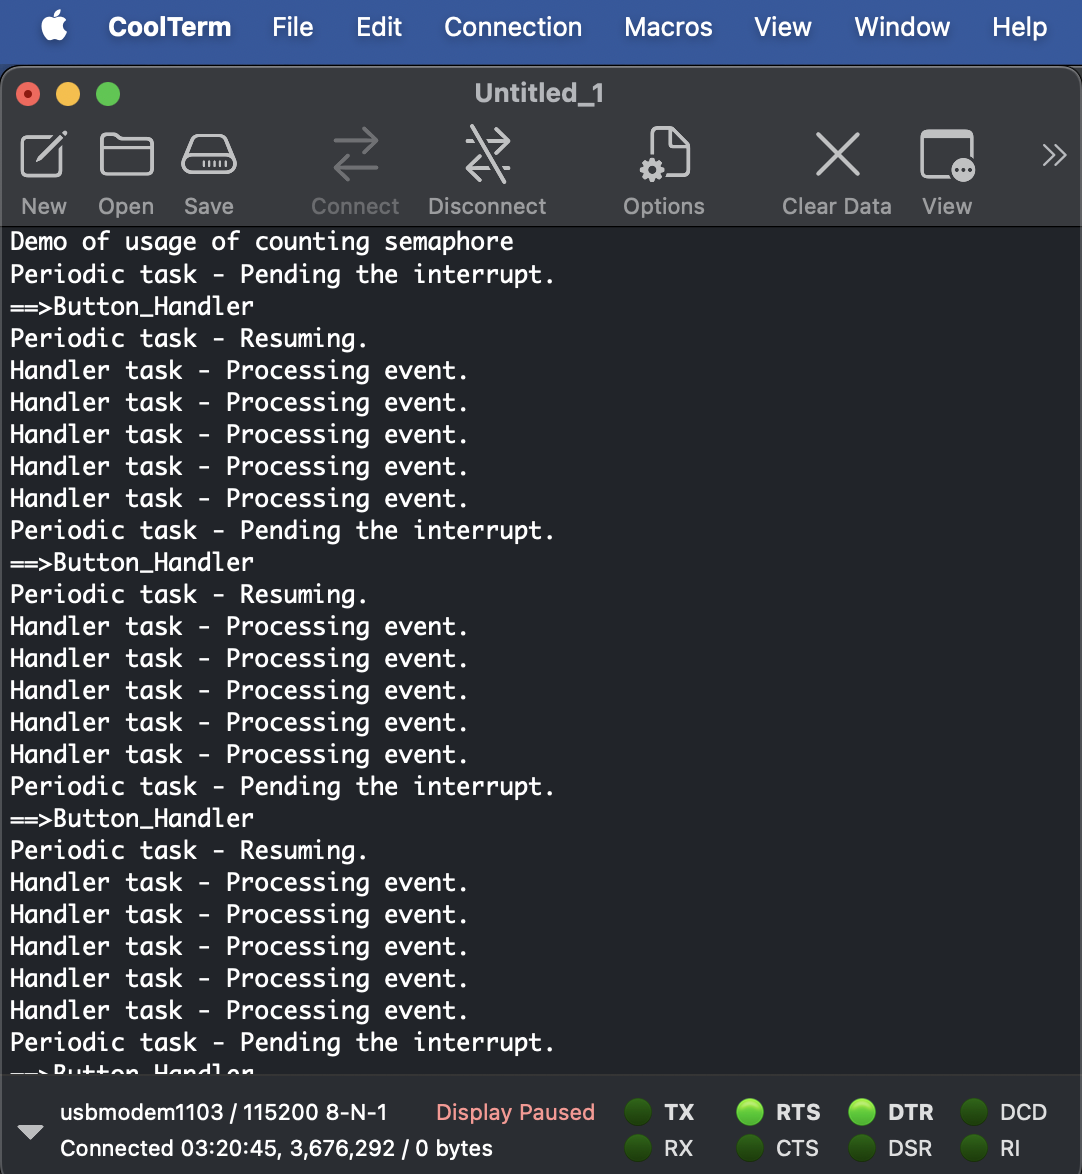 CoolTerm File Edit Connection Macros View Window Help
Untitled_1
New Open Save Connect Disconnect Options Clear Data View
Demo of usage of counting semaphore
Periodic task - Pending the interrupt.
==>Button_Handler
Periodic task - Resuming.
Handler task - Processing event.
Handler task - Processing event.
Handler task - Processing event.
Handler task - Processing event.
Handler task - Processing event.
Periodic task - Pending the interrupt.
==>Button_Handler
Periodic task - Resuming.
Handler task - Processing event.
Handler task - Processing event.
Handler task - Processing event.
Handler task - Processing event.
Handler task - Processing event.
Periodic task - Pending the interrupt.
==>Button_Handler
Periodic task - Resuming.
Handler task - Processing event.
Handler task - Processing event.
Handler task - Processing event.
Handler task - Processing event.
Handler task - Processing event.
Periodic task - Pending the interrupt.
==>Button_Handler
usbmodem1103 / 115200 8-N-1 Display Paused TX RTS DTR DCD
Connected 03:20:45, 3,676,292 / 0 bytes RX CTS DSR RI